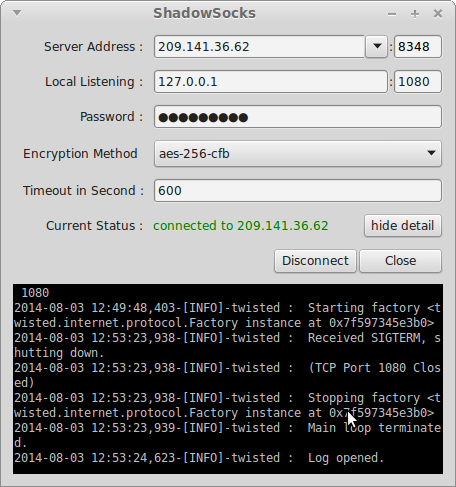 ShadowSocks
Server Address : 209.141.36.62 : 8348
Local Listening : 127.0.0.1 : 1080
Password : ●●●●●●●●●
Encryption Method aes-256-cfb
Timeout in Second : 600
Current Status : connected to 209.141.36.62 hide detail
Disconnect Close
1080
2014-08-03 12:49:48,403-[INFO]-twisted :  Starting factory <t
wisted.internet.protocol.Factory instance at 0x7f597345e3b0>
2014-08-03 12:53:23,938-[INFO]-twisted :  Received SIGTERM, s
hutting down.
2014-08-03 12:53:23,938-[INFO]-twisted :  (TCP Port 1080 Clos
ed)
2014-08-03 12:53:23,938-[INFO]-twisted :  Stopping factory <t
wisted.internet.protocol.Factory instance at 0x7f597345e3b0>
2014-08-03 12:53:23,939-[INFO]-twisted :  Main loop terminate
d.
2014-08-03 12:53:24,623-[INFO]-twisted :  Log opened.